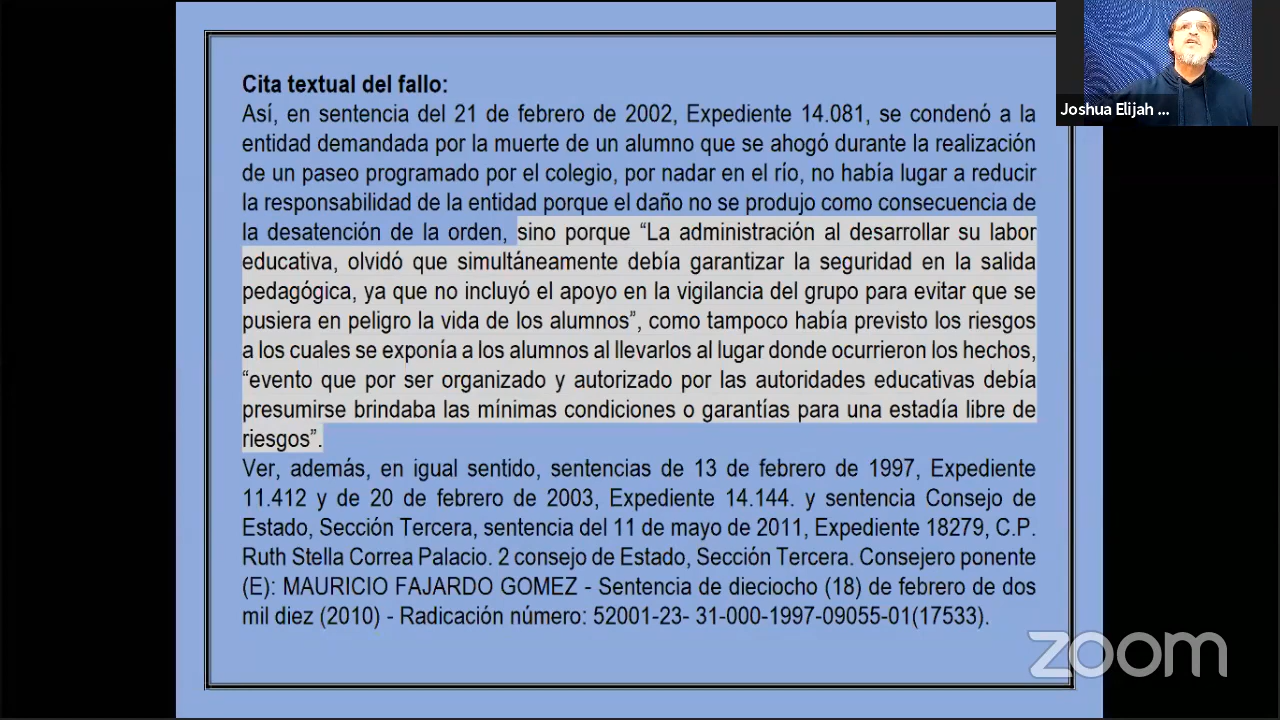 Cita textual del fallo:
Así, en sentencia del 21 de febrero de 2002, Expediente 14.081, se condenó a la
entidad demandada por la muerte de un alumno que se ahogó durante la realización
de un paseo programado por el colegio, por nadar en el río, no había lugar a reducir
la responsabilidad de la entidad porque el daño no se produjo como consecuencia de
la desatención de la orden, sino porque “La administración al desarrollar su labor
educativa, olvidó que simultáneamente debía garantizar la seguridad en la salida
pedagógica, ya que no incluyó el apoyo en la vigilancia del grupo para evitar que se
pusiera en peligro la vida de los alumnos”, como tampoco había previsto los riesgos
a los cuales se exponía a los alumnos al llevarlos al lugar donde ocurrieron los hechos,
“evento que por ser organizado y autorizado por las autoridades educativas debía
presumirse brindaba las mínimas condiciones o garantías para una estadía libre de
riesgos”.
Ver, además, en igual sentido, sentencias de 13 de febrero de 1997, Expediente
11.412 y de 20 de febrero de 2003, Expediente 14.144. y sentencia Consejo de
Estado, Sección Tercera, sentencia del 11 de mayo de 2011, Expediente 18279, C.P.
Ruth Stella Correa Palacio. 2 consejo de Estado, Sección Tercera. Consejero ponente
(E): MAURICIO FAJARDO GOMEZ - Sentencia de dieciocho (18) de febrero de dos
mil diez (2010) - Radicación número: 52001-23- 31-000-1997-09055-01(17533).
Joshua Elijah ...
zoom